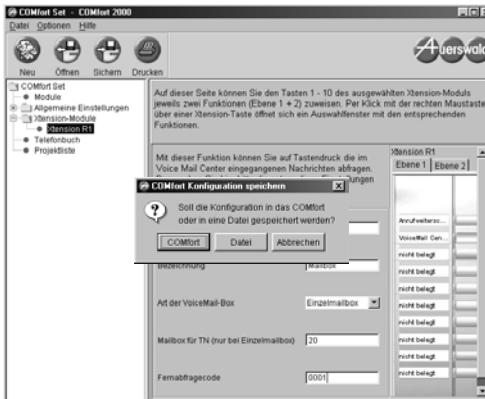 COMfort Set - COMfort 2000
Datei Optionen Hilfe
Neu Öffnen Sichern Drucken
Auerswald
COMfort Set
Module
Allgemeine Einstellungen
Xtension-Module
Xtension R1
Telefonbuch
Projektliste
Auf dieser Seite können Sie den Tasten 1 - 10 des ausgewählten Xtension-Moduls
jeweils zwei Funktionen (Ebene 1 + 2) zuweisen. Per Klick mit der rechten Maustaste
über einer Xtension-Taste öffnet sich ein Auswahlfenster mit den entsprechenden
Funktionen.
Mit dieser Funktion können Sie auf Tastendruck die im
Voice Mail Center eingegangenen Nachrichten abfragen.
Xtension R1
Ebene 1 Ebene 2
COMfort Konfiguration speichern
Soll die Konfiguration in das COMfort
oder in eine Datei gespeichert werden?
COMfort Datei Abbrechen
Bezeichnung Mailbox
Art der VoiceMail-Box Einzelmailbox
Mailbox für TN (nur bei Einzelmailbox) 20
Fernabfragecode 0001
Anrufweitersc...
VoiceMail Cen...
nicht belegt
nicht belegt
nicht belegt
nicht belegt
nicht belegt
nicht belegt
nicht belegt
nicht belegt